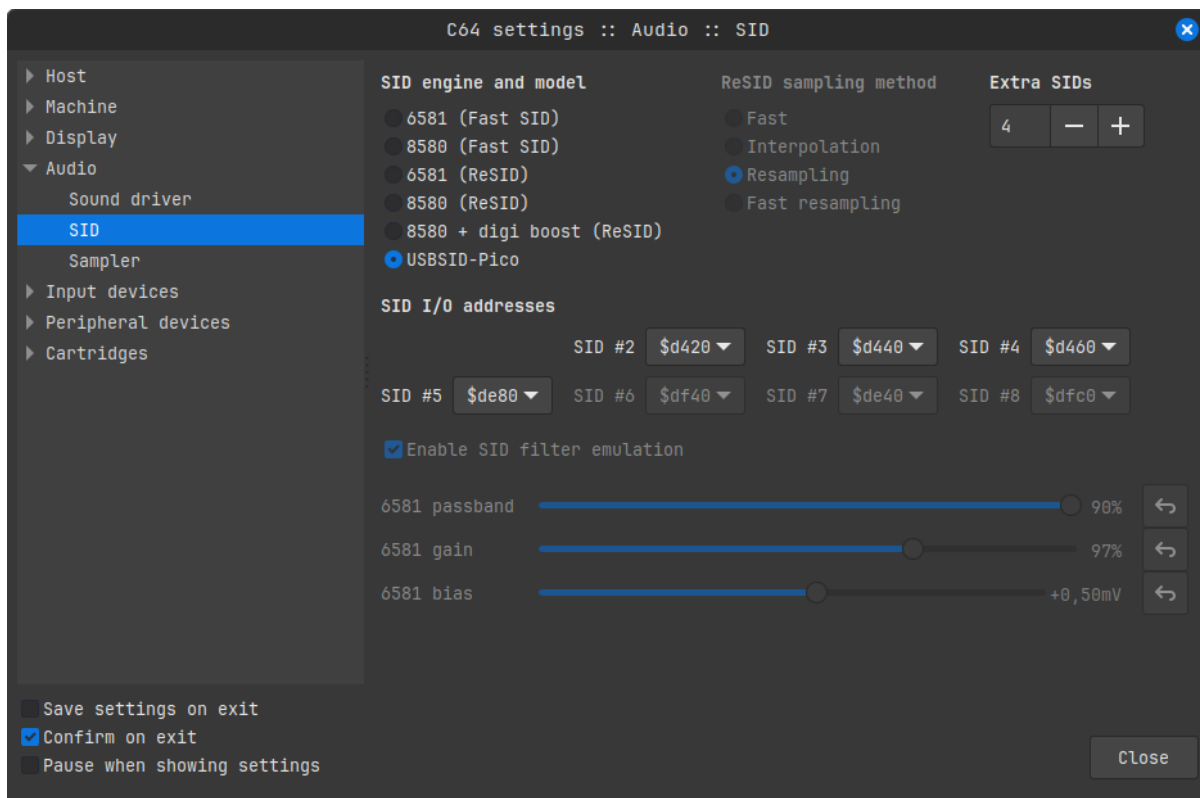 C64 settings :: Audio :: SID
Host
Machine
Display
Audio
Sound driver
SID
Sampler
Input devices
Peripheral devices
Cartridges
SID engine and model
6581 (Fast SID)
8580 (Fast SID)
6581 (ReSID)
8580 (ReSID)
8580 + digi boost (ReSID)
USBSID-Pico
ReSID sampling method
Fast
Interpolation
Resampling
Fast resampling
Extra SIDs
4 − +
SID I/O addresses
SID #2 $d420 SID #3 $d440 SID #4 $d460
SID #5 $de80 SID #6 $df40 SID #7 $de40 SID #8 $dfc0
Enable SID filter emulation
6581 passband 90%
6581 gain 97%
6581 bias +0,50mV
Save settings on exit
Confirm on exit
Pause when showing settings
Close